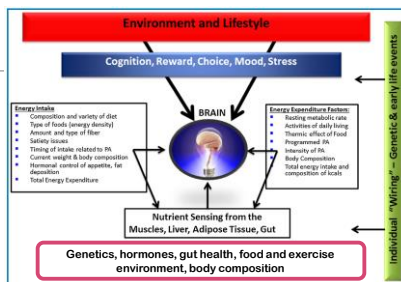 Environment and Lifestyle
Cognition, Reward, Choice, Mood, Stress
Energy Intake
Composition and variety of diet
Type of foods (energy density)
Amount and type of fiber
Satiety issues
Timing of intake related to PA
Current weight & body composition
Hormonal control of appetite, fat
deposition
Total Energy Expenditure
BRAIN
Energy Expenditure Factors:
Resting metabolic rate
Activities of daily living
Thermic effect of Food
Programmed PA
Intensity of PA
Body Composition
Total energy intake and
composition of kcals
Nutrient Sensing from the
Muscles, Liver, Adipose Tissue, Gut
Genetics, hormones, gut health, food and exercise
environment, body composition
Individual "Wiring" – Genetic & early life events